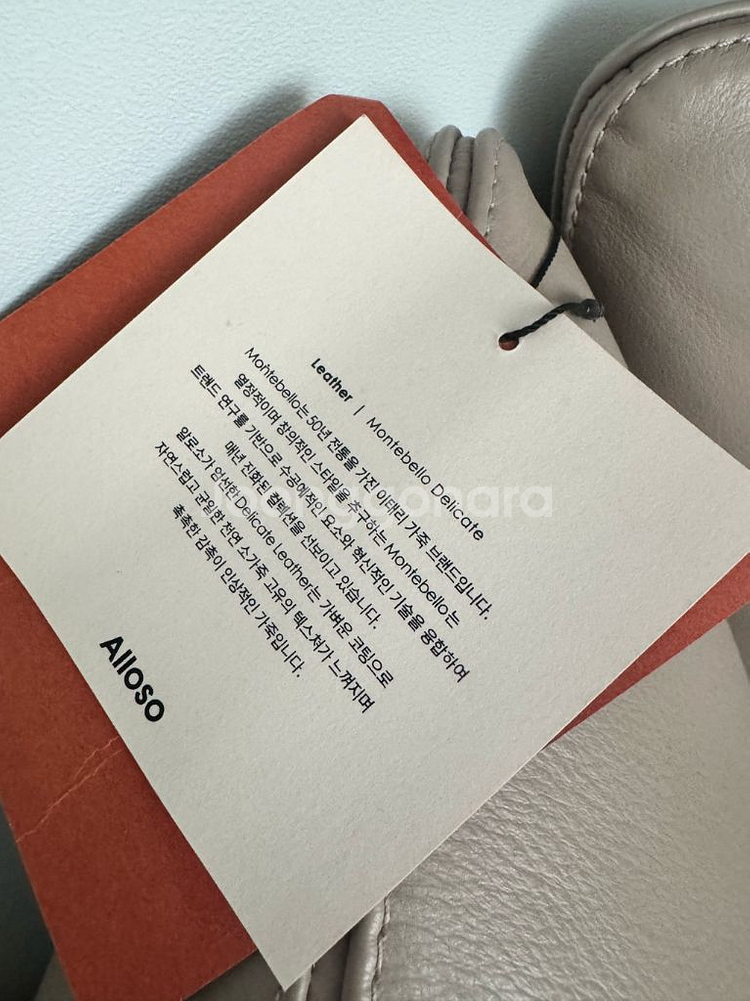 Leather | Montebello Delicate
Montebello는 50년 전통을 가진 이태리 가죽 브랜드입니다.
열정적이며 창의적인 스타일을 추구하는 Montebello는
트렌드 연구를 기반으로 수공예적인 요소와 혁신적인 기술을 융합하여
매년 진화된 컬렉션을 선보이고 있습니다.
알로소가 엄선한 Delicate Leather는 가벼운 코팅으로
자연스럽고 균일한 천연 소가죽 고유의 텍스쳐가 느껴지며
촉촉한 감촉이 인상적인 가죽입니다.
Alloso
Joonggonara